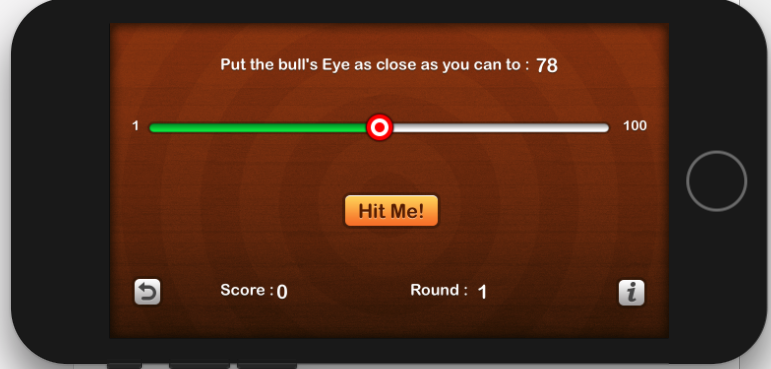 Put the bull's Eye as close as you can to : 78
1 100
Hit Me!
Score : 0 Round : 1
i